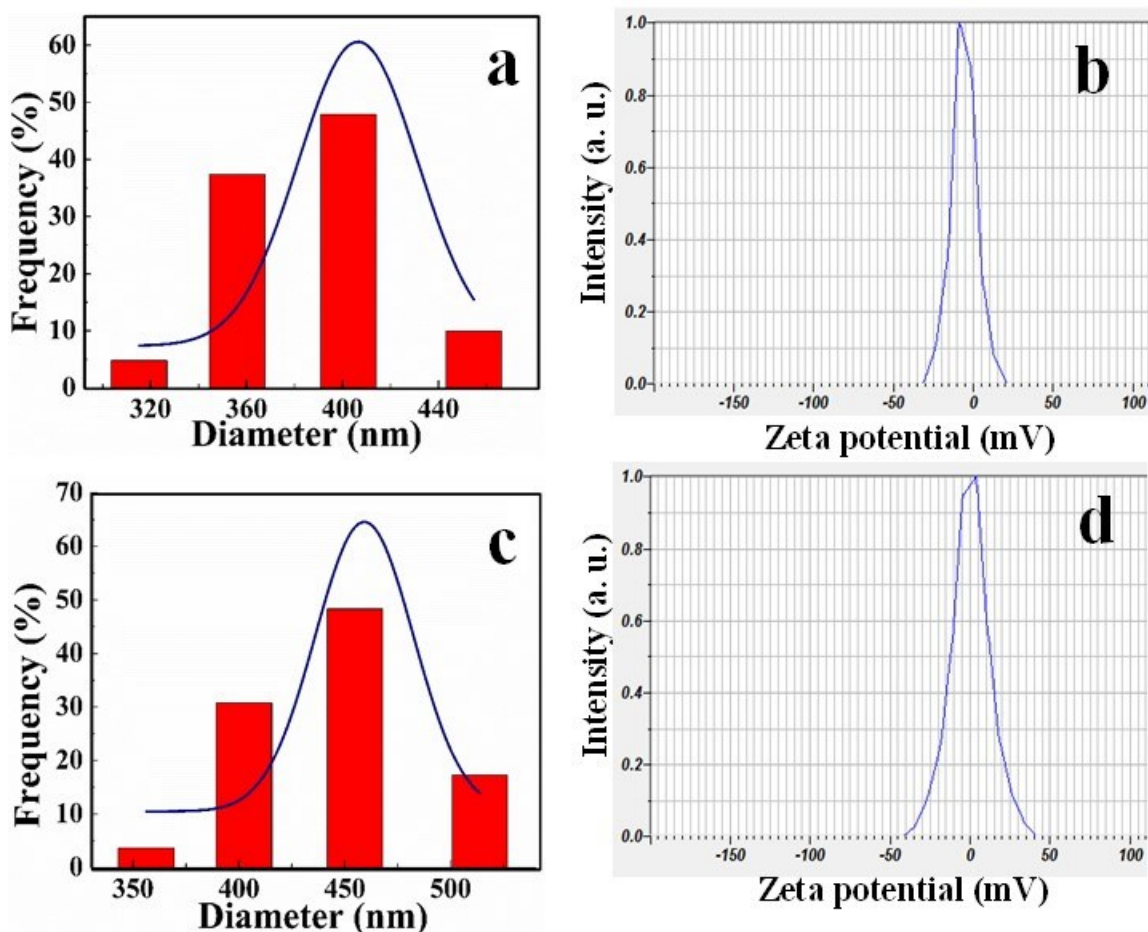 a
Frequency (%)
60
50
40
30
20
10
0
320 360 400 440
Diameter (nm)
b
Intensity (a. u.)
1.0
0.8
0.6
0.4
0.2
0.0
-150 -100 -50 0 50 100
Zeta potential (mV)
c
Frequency (%)
70
60
50
40
30
20
10
0
350 400 450 500
Diameter (nm)
d
Intensity (a. u.)
1.0
0.8
0.6
0.4
0.2
0.0
-150 -100 -50 0 50 100
Zeta potential (mV)